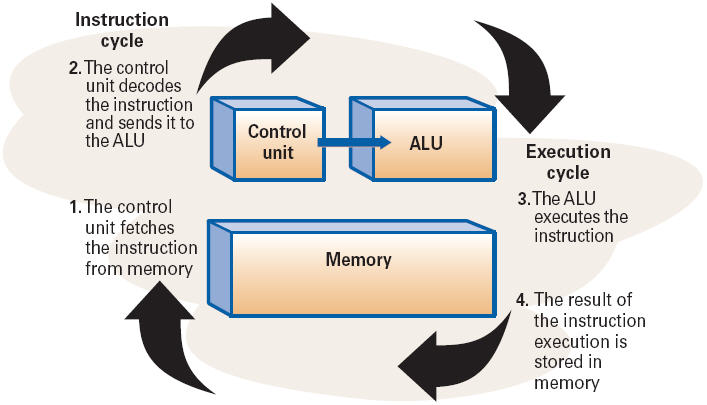 Instruction
cycle
2. The control
unit decodes
the instruction
and sends it to
the ALU
1. The control
unit fetches
the instruction
from memory
Control
unit
ALU
Memory
Execution
cycle
3. The ALU
executes the
instruction
4. The result of
the instruction
execution is
stored in
memory